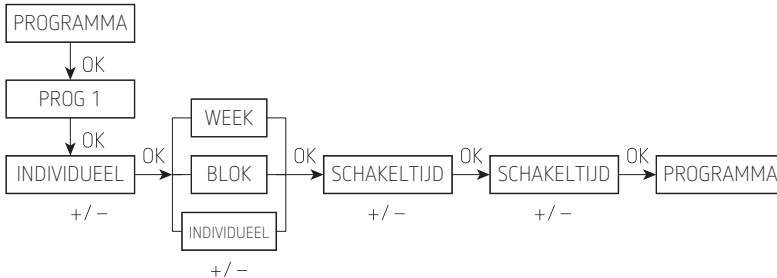 PROGRAMMA
OK
PROG 1
OK
INDIVIDUEEL
+/−
OK
WEEK
BLOK
INDIVIDUEEL
+/−
OK
SCHAKELTIJD
+/−
OK
SCHAKELTIJD
+/−
OK
PROGRAMMA